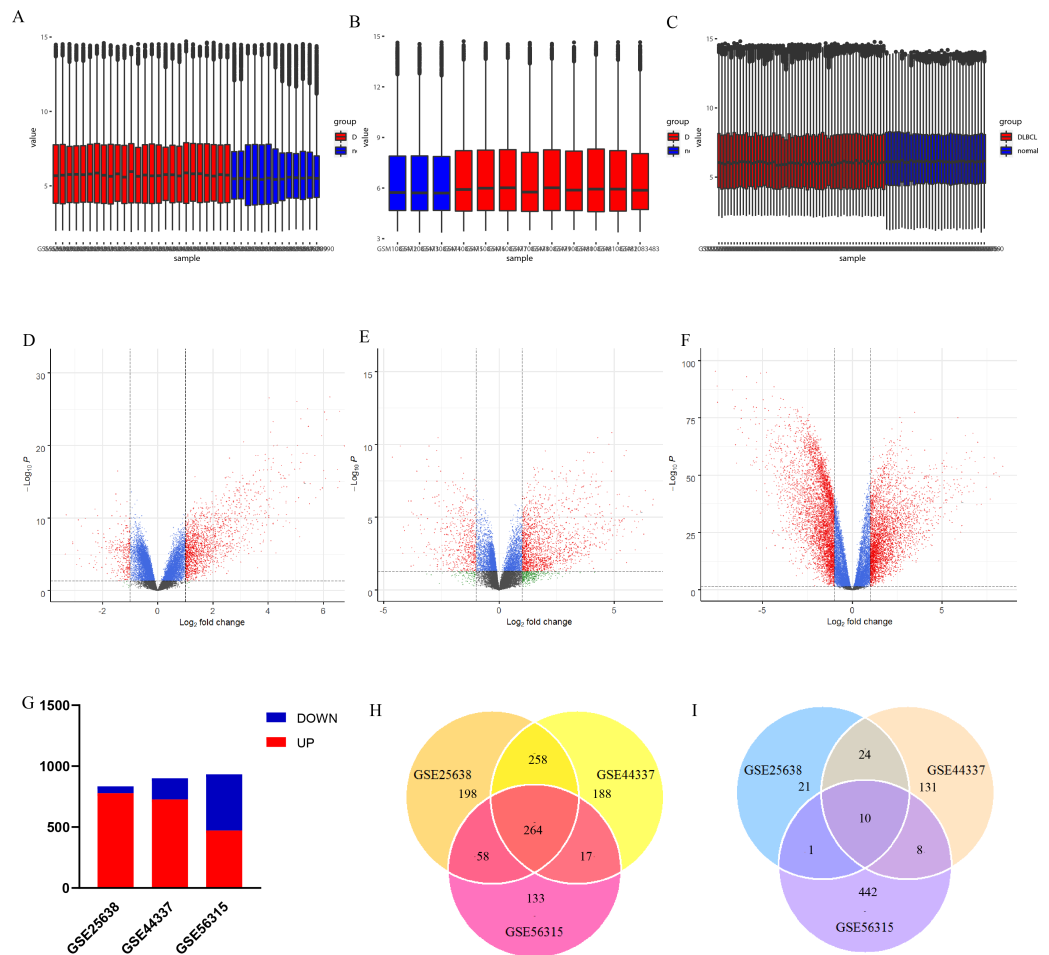 A
15
10
5
value
group
D
n
sample
B
15
12
9
6
3
value
group
D
n
sample
C
15
10
5
value
group
DLBCL
normal
sample
D
30
20
10
0
-2
0
2
4
6
−Log10 P
Log2 fold change
E
15
10
5
0
-5
0
5
−Log10 P
Log2 fold change
F
100
75
50
25
0
-5
0
5
−Log10 P
Log2 fold change
G
1500
1000
500
0
DOWN
UP
GSE25638
GSE44337
GSE56315
H
258
GSE25638
GSE44337
198
188
264
58
17
133
GSE56315
I
24
GSE25638
GSE44337
21
131
10
1
8
442
GSE56315